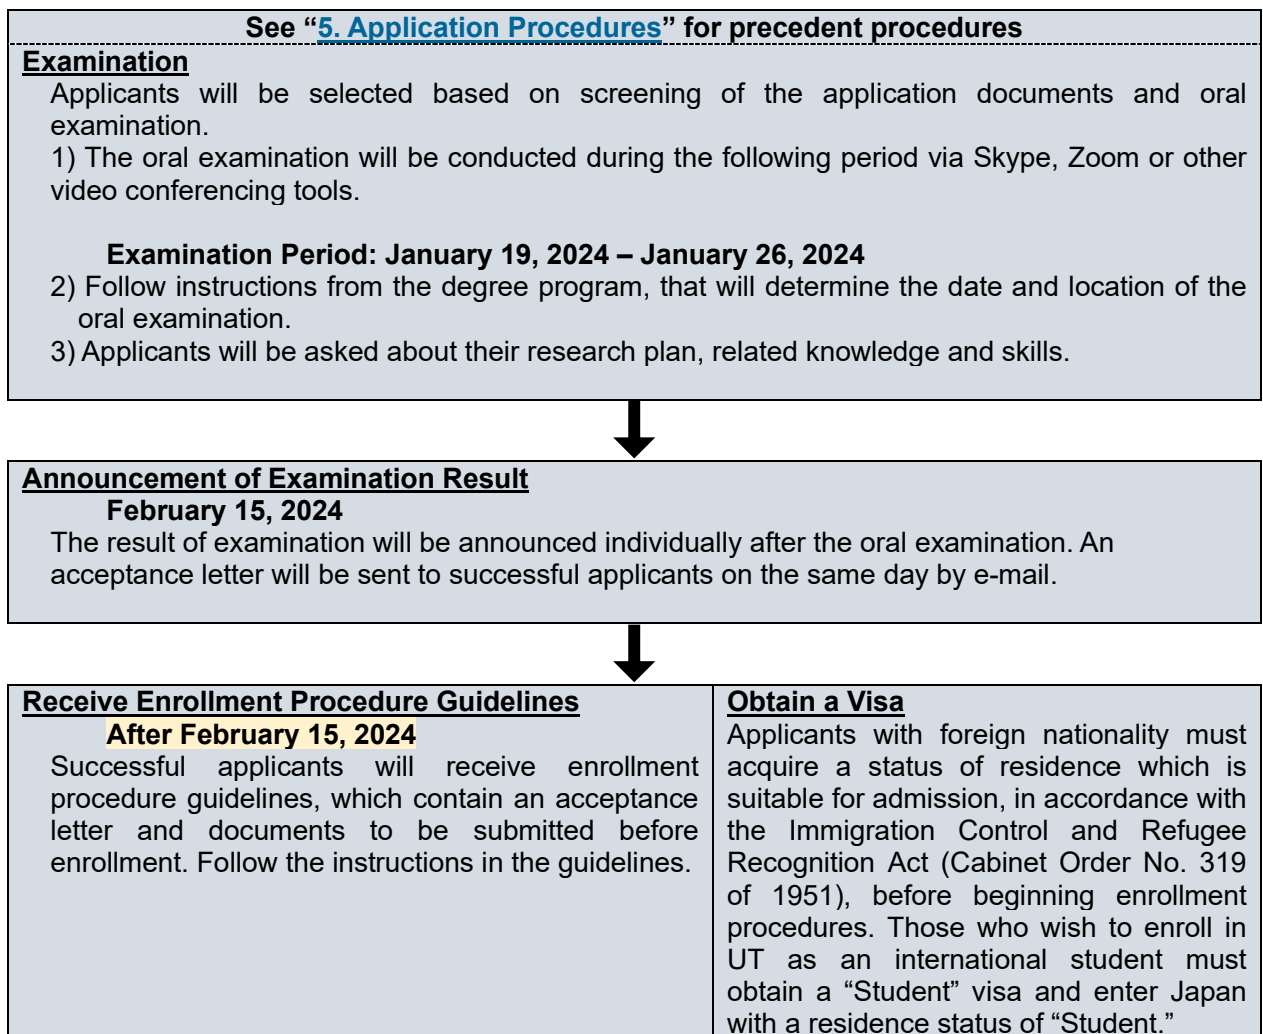 See “5. Application Procedures” for precedent procedures
Examination
Applicants will be selected based on screening of the application documents and oral
examination.
1) The oral examination will be conducted during the following period via Skype, Zoom or other
video conferencing tools.
Examination Period: January 19, 2024 – January 26, 2024
2) Follow instructions from the degree program, that will determine the date and location of the
oral examination.
3) Applicants will be asked about their research plan, related knowledge and skills.
Announcement of Examination Result
February 15, 2024
The result of examination will be announced individually after the oral examination. An
acceptance letter will be sent to successful applicants on the same day by e-mail.
Receive Enrollment Procedure Guidelines
After February 15, 2024
Successful applicants will receive enrollment
procedure guidelines, which contain an acceptance
letter and documents to be submitted before
enrollment. Follow the instructions in the guidelines.
Obtain a Visa
Applicants with foreign nationality must
acquire a status of residence which is
suitable for admission, in accordance with
the Immigration Control and Refugee
Recognition Act (Cabinet Order No. 319
of 1951), before beginning enrollment
procedures. Those who wish to enroll in
UT as an international student must
obtain a “Student” visa and enter Japan
with a residence status of “Student.”